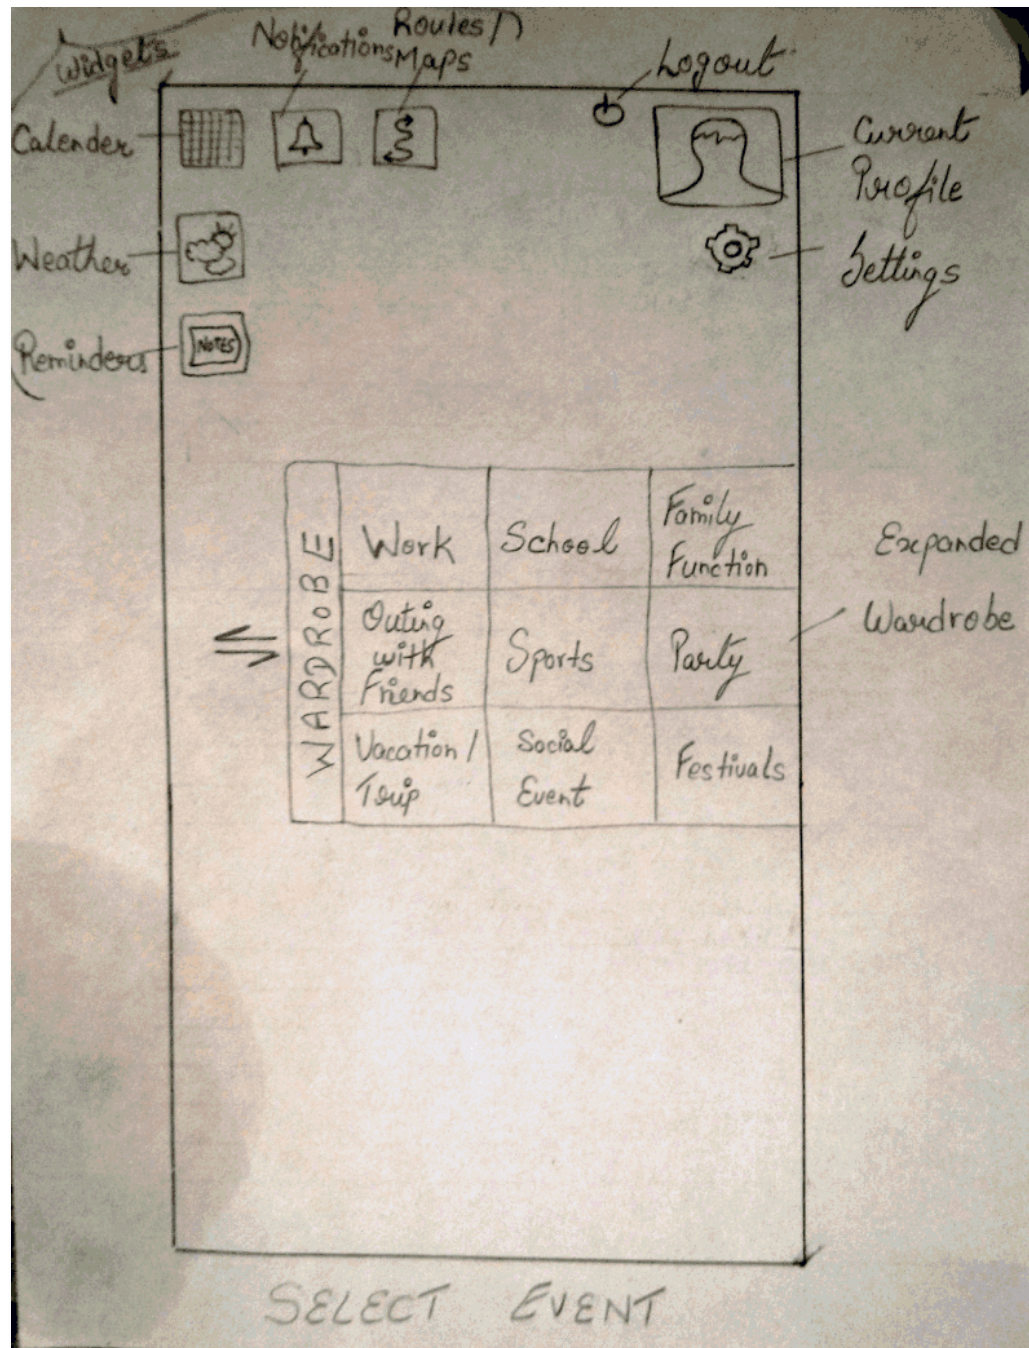 Widgets
Notifications
Routes/
Maps
Logout
Calender
Current
Profile
Weather
Settings
Reminders
NOTES
WARDROBE
Work
School
Family
Function
Outing
with
Friends
Sports
Party
Vacation/
Trip
Social
Event
Festivals
Expanded
Wardrobe
SELECT EVENT